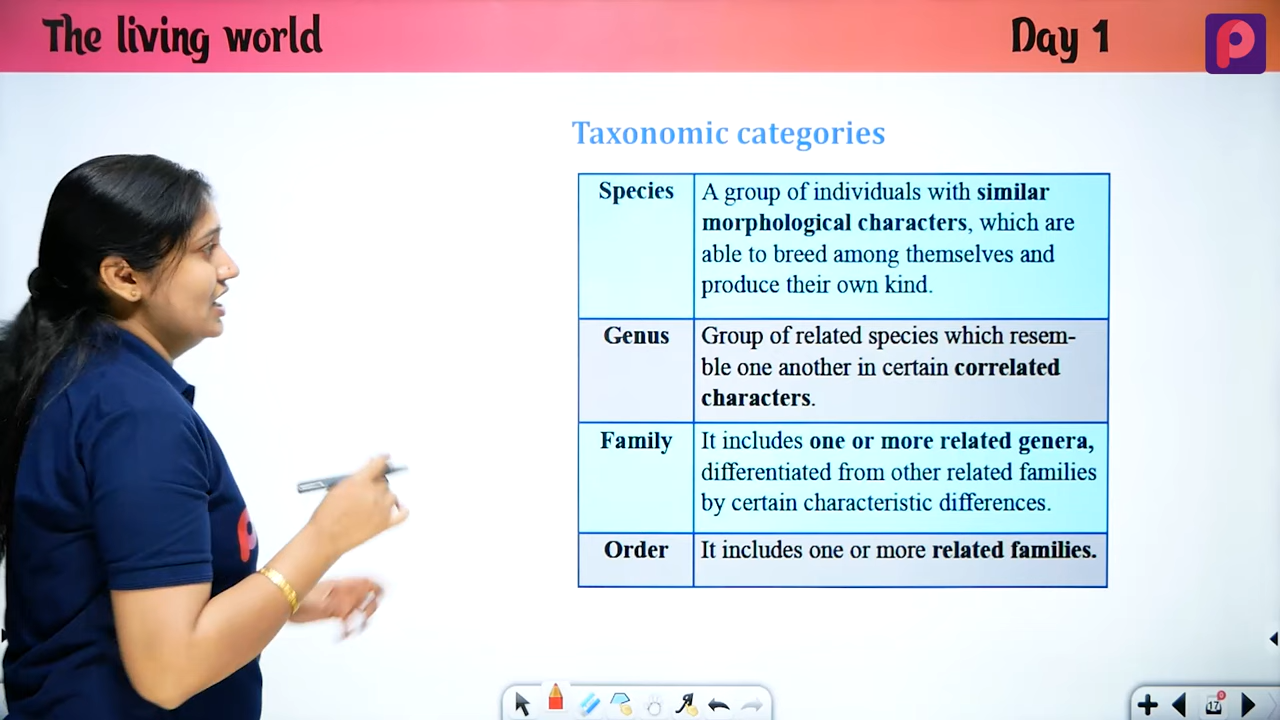 The living world
Day 1
Taxonomic categories
Species
A group of individuals with similar
morphological characters, which are
able to breed among themselves and
produce their own kind.
Genus
Group of related species which resem-
ble one another in certain correlated
characters.
Family
It includes one or more related genera,
differentiated from other related families
by certain characteristic differences.
Order
It includes one or more related families.
17